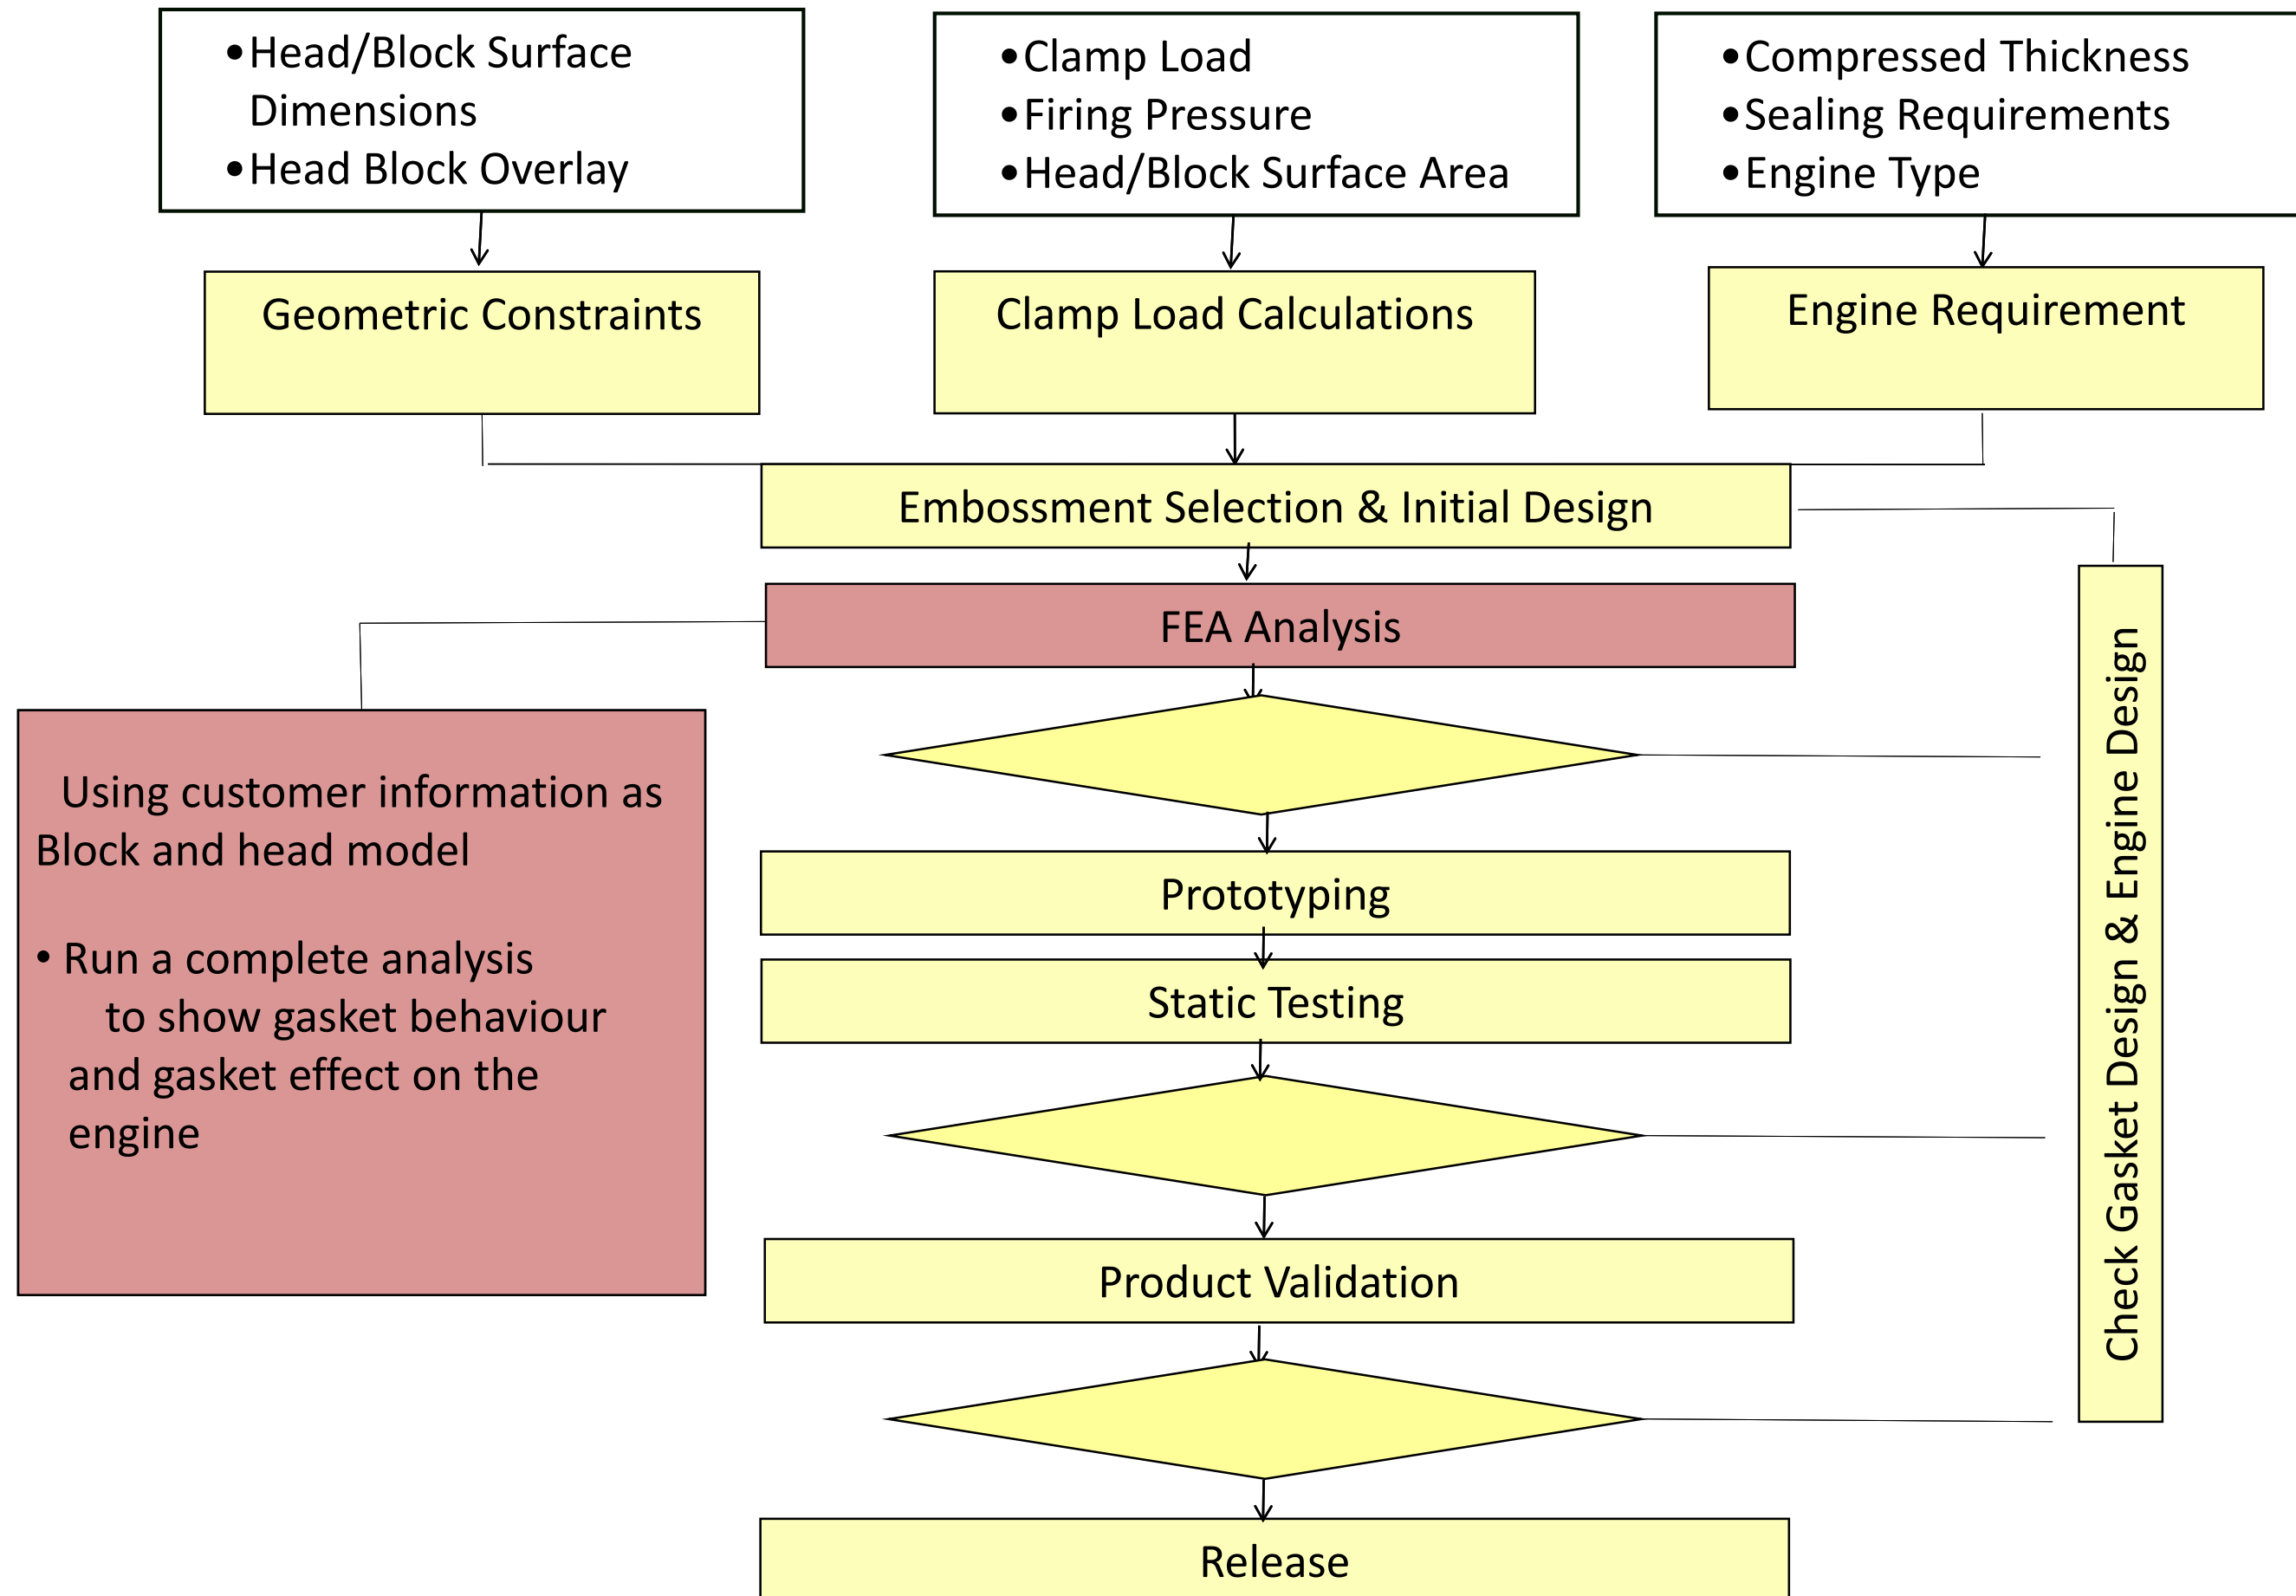 •Head/Block Surface
Dimensions
•Head Block Overlay
•Clamp Load
•Firing Pressure
•Head/Block Surface Area
•Compressed Thickness
•Sealing Requirements
•Engine Type
Geometric Constraints
Clamp Load Calculations
Engine Requirement
Embossment Selection & Initial Design
FEA Analysis
Using customer information as
Block and head model
• Run a complete analysis
to show gasket behaviour
and gasket effect on the
engine
Prototyping
Static Testing
Product Validation
Release
Check Gasket Design & Engine Design